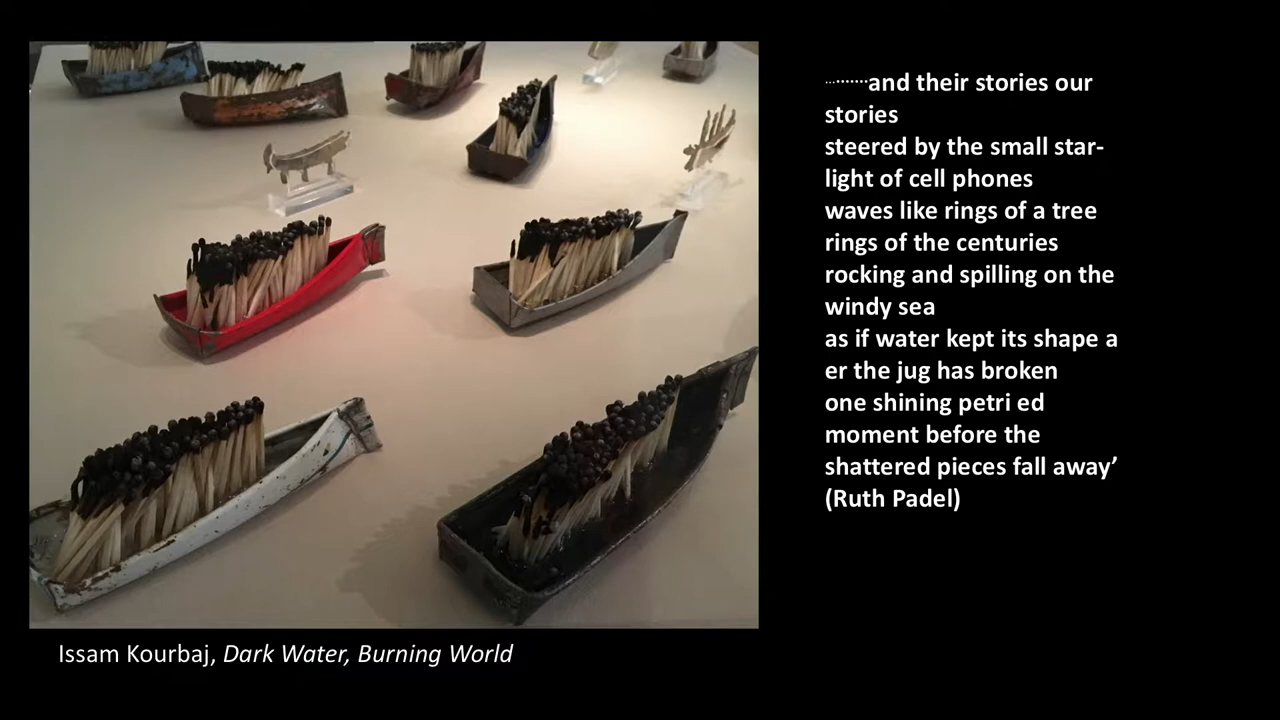 ..........and their stories our
stories
steered by the small star-
light of cell phones
waves like rings of a tree
rings of the centuries
rocking and spilling on the
windy sea
as if water kept its shape a
er the jug has broken
one shining petri ed
moment before the
shattered pieces fall away’
(Ruth Padel)
Issam Kourbaj, Dark Water, Burning World